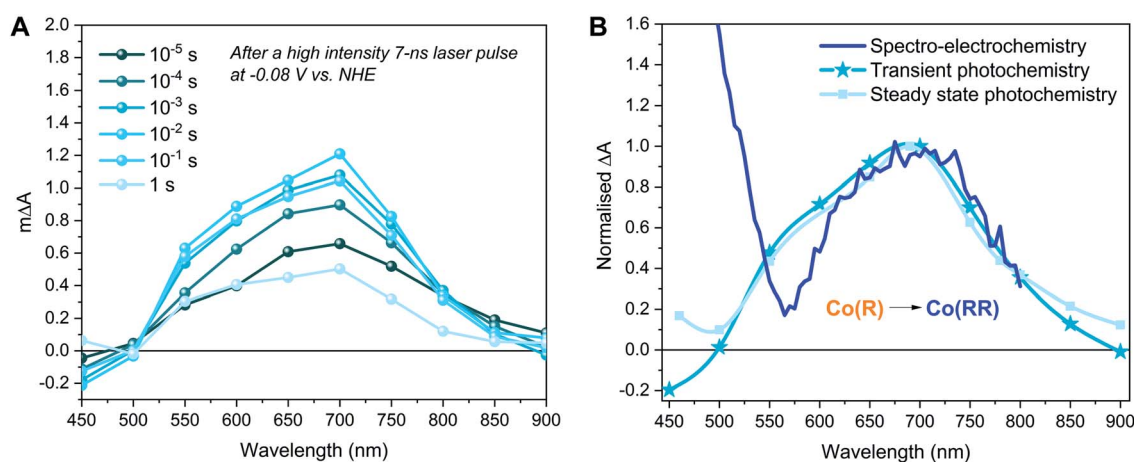 A
2.0
1.8
1.6
1.4
1.2
1.0
0.8
0.6
0.4
0.2
0.0
-0.2
mΔA
10⁻⁵ s
10⁻⁴ s
10⁻³ s
10⁻² s
10⁻¹ s
1 s
After a high intensity 7-ns laser pulse
at -0.08 V vs. NHE
450 500 550 600 650 700 750 800 850 900
Wavelength (nm)
B
1.6
1.4
1.2
1.0
0.8
0.6
0.4
0.2
0.0
-0.2
Normalised ΔA
Spectro-electrochemistry
Transient photochemistry
Steady state photochemistry
Co(R) → Co(RR)
450 500 550 600 650 700 750 800 850 900
Wavelength (nm)